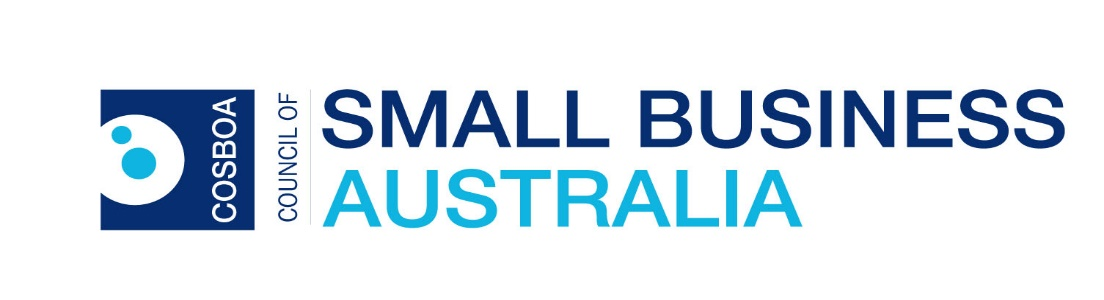 COSBOA
COUNCIL OF
SMALL BUSINESS
AUSTRALIA